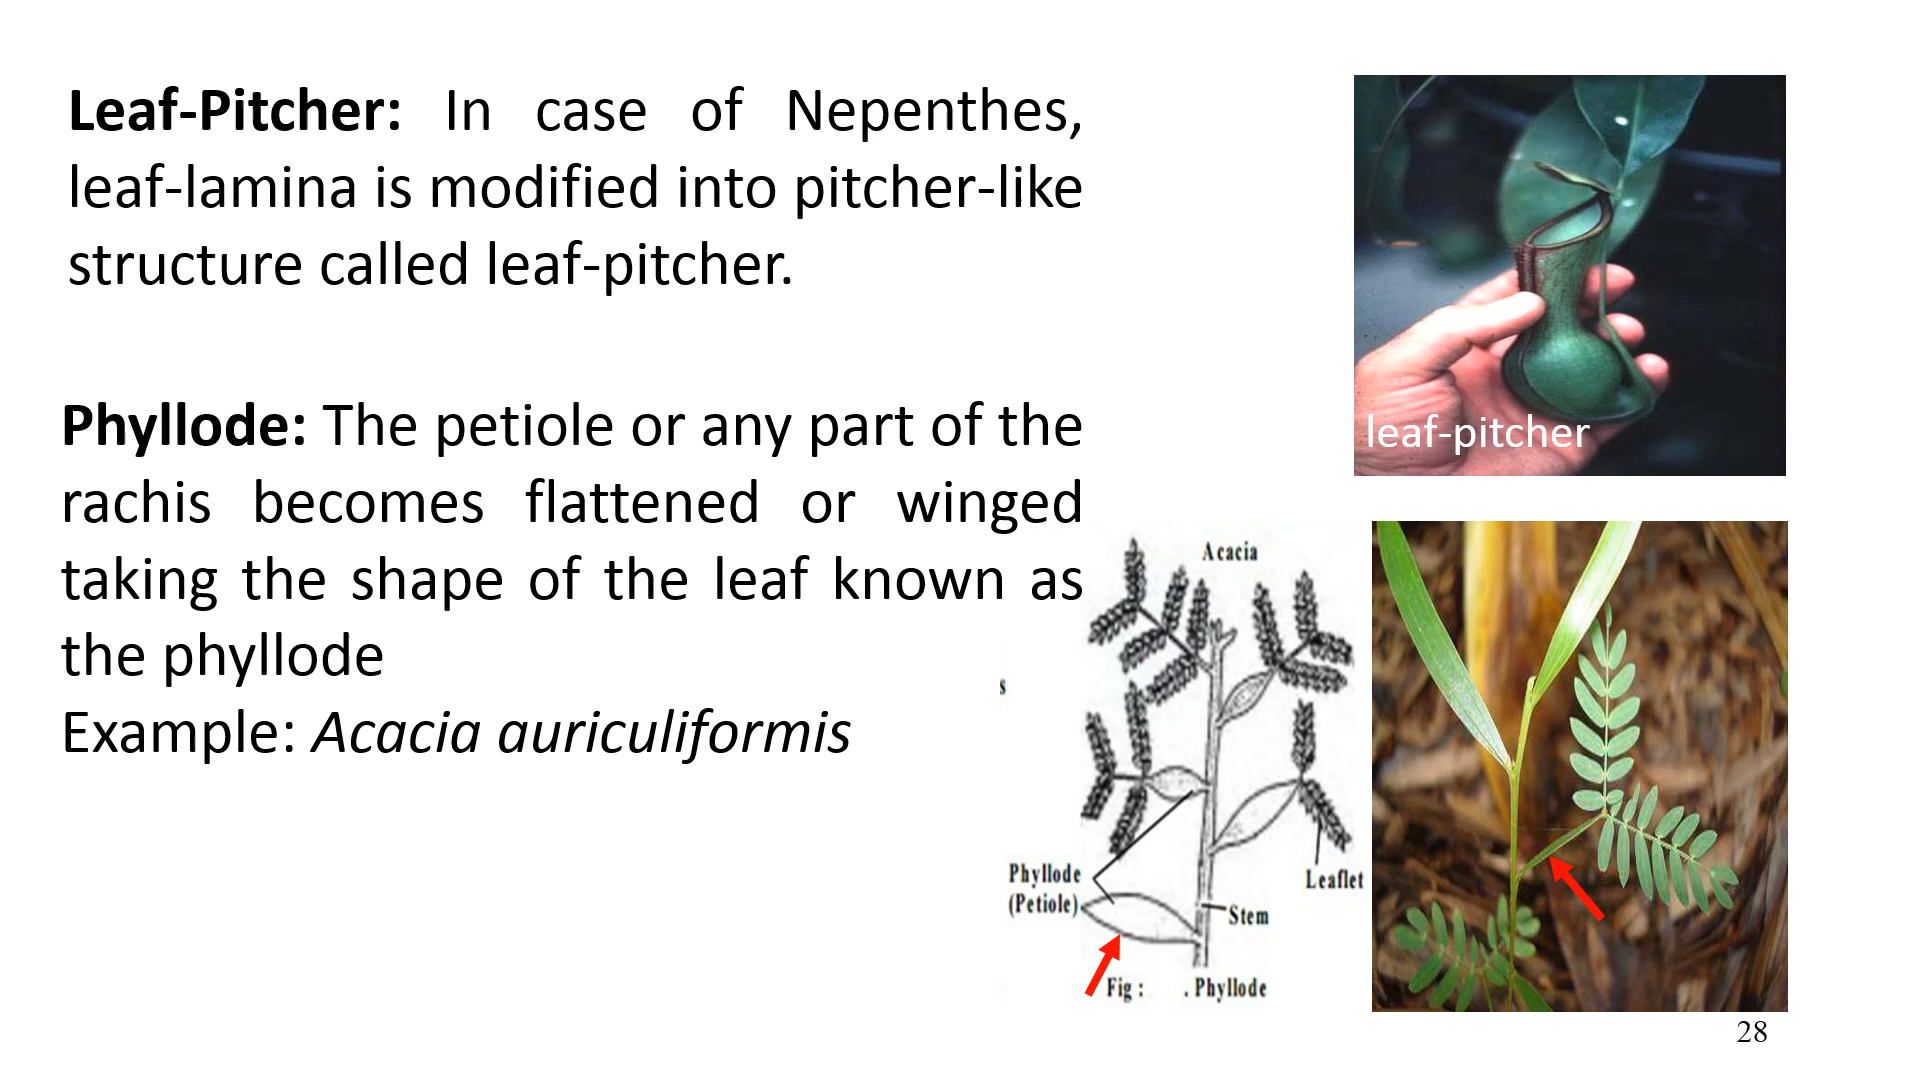 Leaf-Pitcher: In case of Nepenthes,
leaf-lamina is modified into pitcher-like
structure called leaf-pitcher.
leaf-pitcher
Phyllode: The petiole or any part of the
rachis becomes flattened or winged
taking the shape of the leaf known as
the phyllode
Example: Acacia auriculiformis
Acacia
s
Phyllode
(Petiole)
Leaflet
Stem
Fig : . Phyllode
28